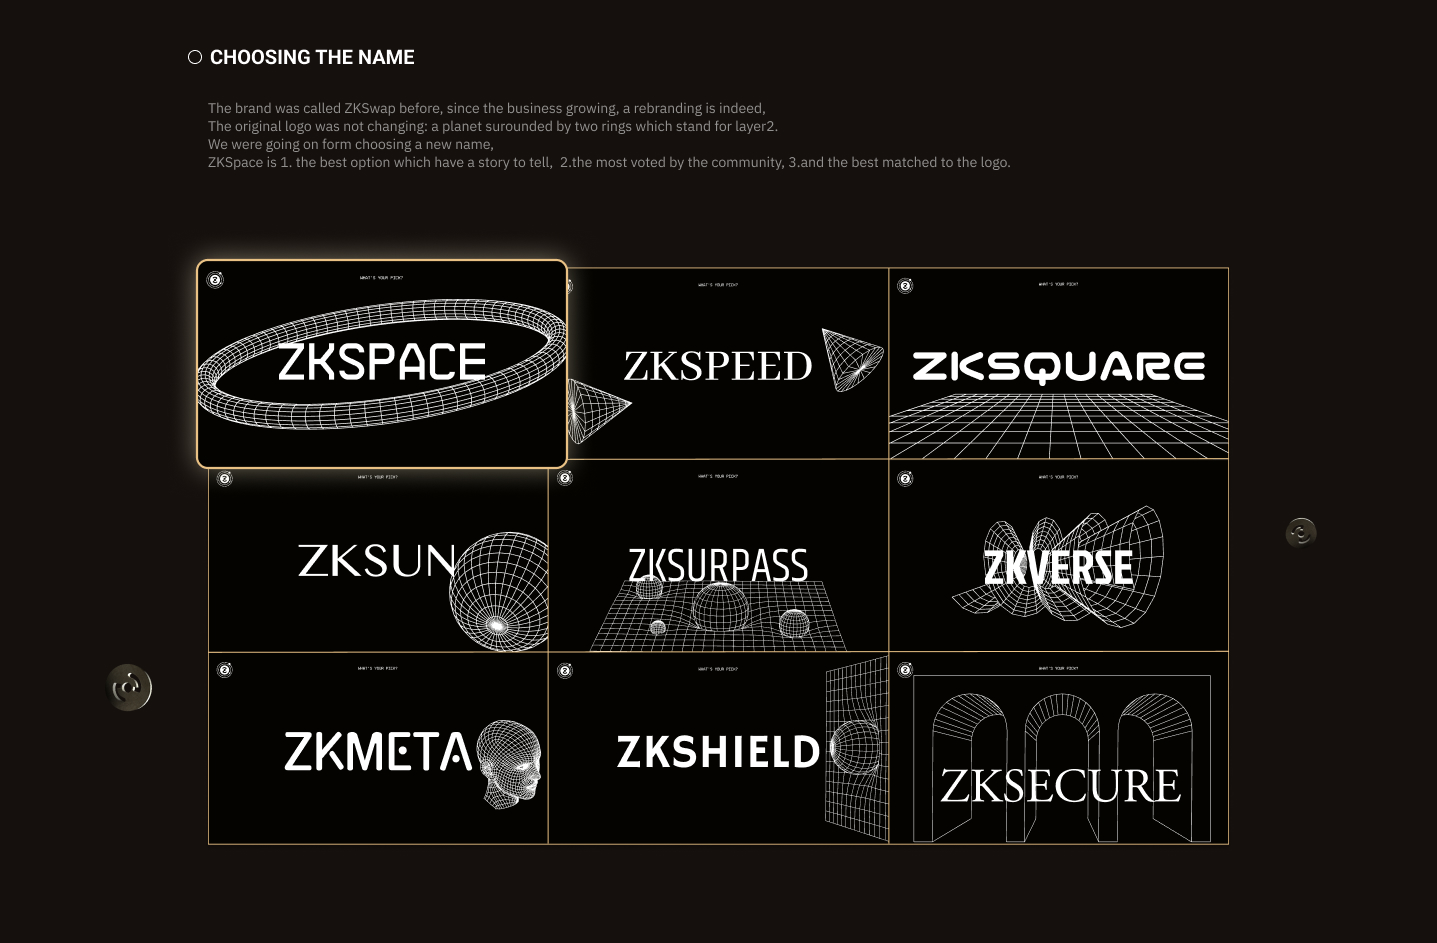 CHOOSING THE NAME
The brand was called ZKSwap before, since the business growing, a rebranding is indeed,
The original logo was not changing: a planet surounded by two rings which stand for layer2.
We were going on form choosing a new name,
ZKSpace is 1. the best option which have a story to tell,  2.the most voted by the community, 3.and the best matched to the logo.
WHAT'S YOUR PICK?
ZKSPACE
WHAT'S YOUR PICK?
ZKSPEED
WHAT'S YOUR PICK?
ZKSQUARE
WHAT'S YOUR PICK?
ZKSUN
WHAT'S YOUR PICK?
ZKSURPASS
WHAT'S YOUR PICK?
ZKVERSE
WHAT'S YOUR PICK?
ZKMETA
WHAT'S YOUR PICK?
ZKSHIELD
WHAT'S YOUR PICK?
ZKSECURE